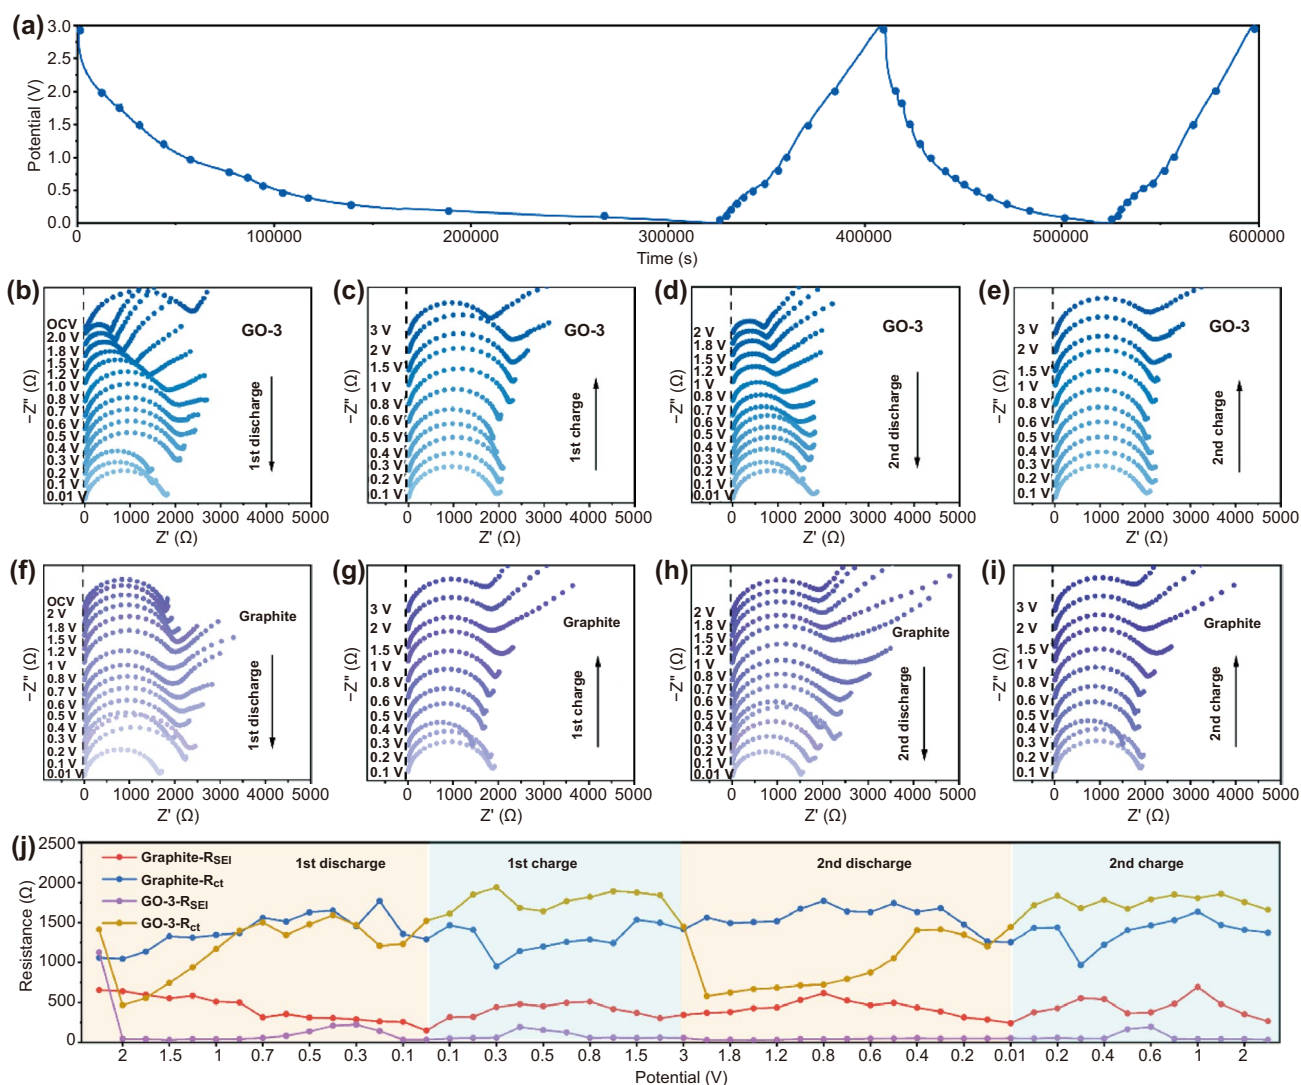 (a)
3.0
2.5
2.0
1.5
1.0
0.5
0.0
Potential (V)
0 100000 200000 300000 400000 500000 600000
Time (s)
(b)
OCV
2.0 V
1.8 V
1.5 V
1.2 V
1.0 V
0.8 V
0.7 V
0.6 V
0.5 V
0.4 V
0.3 V
0.2 V
0.1 V
0.01 V
GO-3
1st discharge
−Z'' (Ω)
0 1000 2000 3000 4000 5000
Z' (Ω)
(c)
3 V
2 V
1.5 V
1 V
0.8 V
0.6 V
0.5 V
0.4 V
0.3 V
0.2 V
0.1 V
GO-3
1st charge
−Z'' (Ω)
0 1000 2000 3000 4000 5000
Z' (Ω)
(d)
2 V
1.8 V
1.5 V
1.2 V
1 V
0.8 V
0.7 V
0.6 V
0.5 V
0.4 V
0.3 V
0.2 V
0.1 V
0.01 V
GO-3
2nd discharge
−Z'' (Ω)
0 1000 2000 3000 4000 5000
Z' (Ω)
(e)
3 V
2 V
1.5 V
1 V
0.8 V
0.6 V
0.5 V
0.4 V
0.3 V
0.2 V
0.1 V
GO-3
2nd charge
−Z'' (Ω)
0 1000 2000 3000 4000 5000
Z' (Ω)
(f)
OCV
2 V
1.8 V
1.5 V
1.2 V
1 V
0.8 V
0.7 V
0.6 V
0.5 V
0.4 V
0.3 V
0.2 V
0.1 V
0.01 V
Graphite
1st discharge
−Z'' (Ω)
0 1000 2000 3000 4000 5000
Z' (Ω)
(g)
3 V
2 V
1.5 V
1 V
0.8 V
0.6 V
0.5 V
0.4 V
0.3 V
0.2 V
0.1 V
Graphite
1st charge
−Z'' (Ω)
0 1000 2000 3000 4000 5000
Z' (Ω)
(h)
2 V
1.8 V
1.5 V
1.2 V
1 V
0.8 V
0.7 V
0.6 V
0.5 V
0.4 V
0.3 V
0.2 V
0.1 V
0.01 V
Graphite
2nd discharge
−Z'' (Ω)
0 1000 2000 3000 4000 5000
Z' (Ω)
(i)
3 V
2 V
1.5 V
1 V
0.8 V
0.6 V
0.5 V
0.4 V
0.3 V
0.2 V
0.1 V
Graphite
2nd charge
−Z'' (Ω)
0 1000 2000 3000 4000 5000
Z' (Ω)
(j)
2500
2000
1500
1000
500
0
Resistance (Ω)
Graphite-RSEI
Graphite-Rct
GO-3-RSEI
GO-3-Rct
1st discharge 1st charge 2nd discharge 2nd charge
2 1.5 1 0.7 0.5 0.3 0.1 0.1 0.3 0.5 0.8 1.5 3 1.8 1.2 0.8 0.6 0.4 0.2 0.01 0.2 0.4 0.6 1 2
Potential (V)